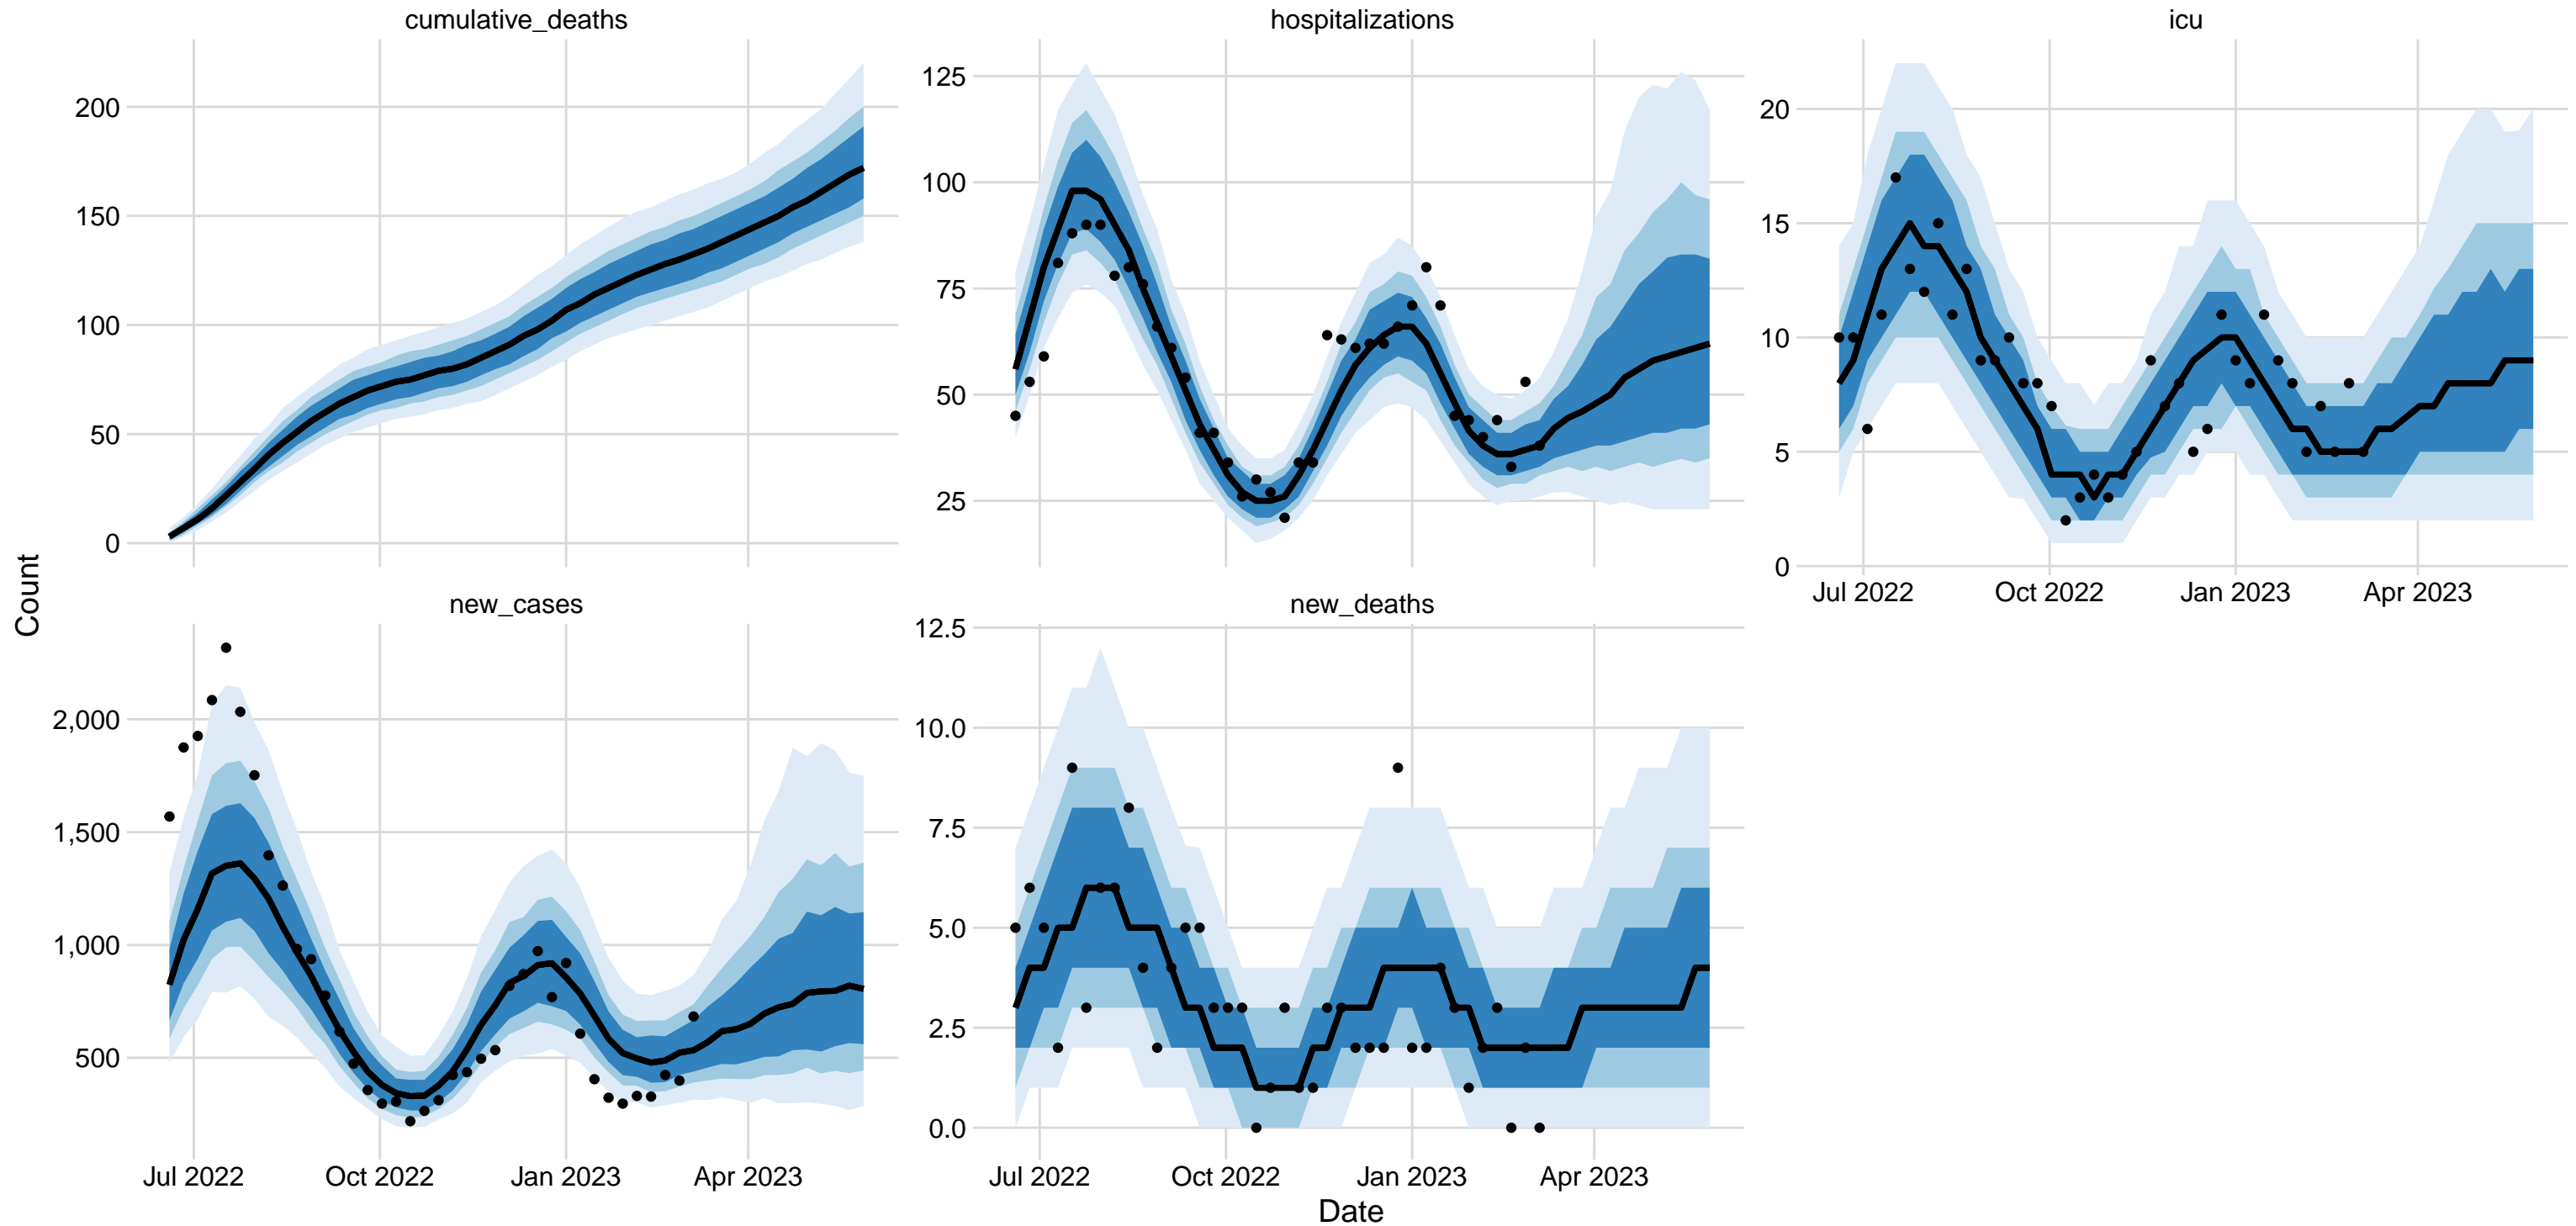 cumulative_deaths
hospitalizations
icu
200
150
100
50
0
125
100
75
50
25
20
15
10
5
0
Jul 2022
Oct 2022
Jan 2023
Apr 2023
Count
new_cases
new_deaths
2,000
1,500
1,000
500
12.5
10.0
7.5
5.0
2.5
0.0
Jul 2022
Oct 2022
Jan 2023
Apr 2023
Jul 2022
Oct 2022
Jan 2023
Apr 2023
Date